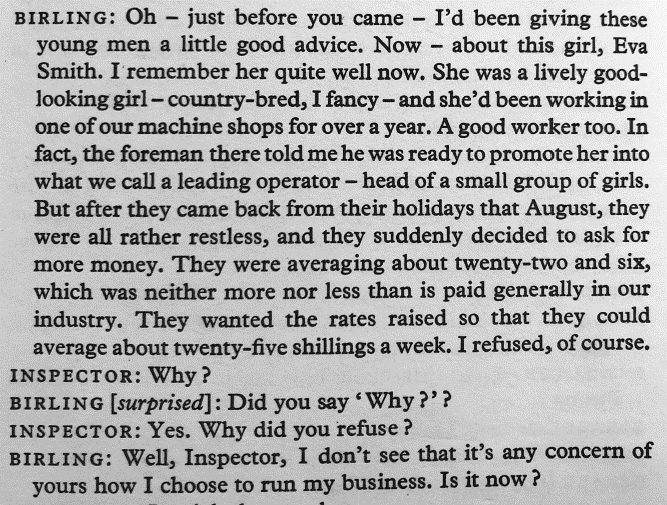 BIRLING: Oh – just before you came – I'd been giving these
young men a little good advice. Now – about this girl, Eva
Smith. I remember her quite well now. She was a lively good-
looking girl – country-bred, I fancy – and she'd been working in
one of our machine shops for over a year. A good worker too. In
fact, the foreman there told me he was ready to promote her into
what we call a leading operator – head of a small group of girls.
But after they came back from their holidays that August, they
were all rather restless, and they suddenly decided to ask for
more money. They were averaging about twenty-two and six,
which was neither more nor less than is paid generally in our
industry. They wanted the rates raised so that they could
average about twenty-five shillings a week. I refused, of course.
INSPECTOR: Why?
BIRLING [surprised]: Did you say 'Why?'?
INSPECTOR: Yes. Why did you refuse?
BIRLING: Well, Inspector, I don't see that it's any concern of
yours how I choose to run my business. Is it now?